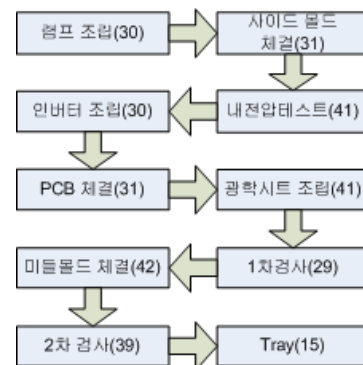 램프 조립(30)
사이드 몰드
체결(31)
인버터 조립(30)
내전압테스트(41)
PCB 체결(31)
광학시트 조립(41)
미들몰드 체결(42)
1차검사(29)
2차 검사(39)
Tray(15)